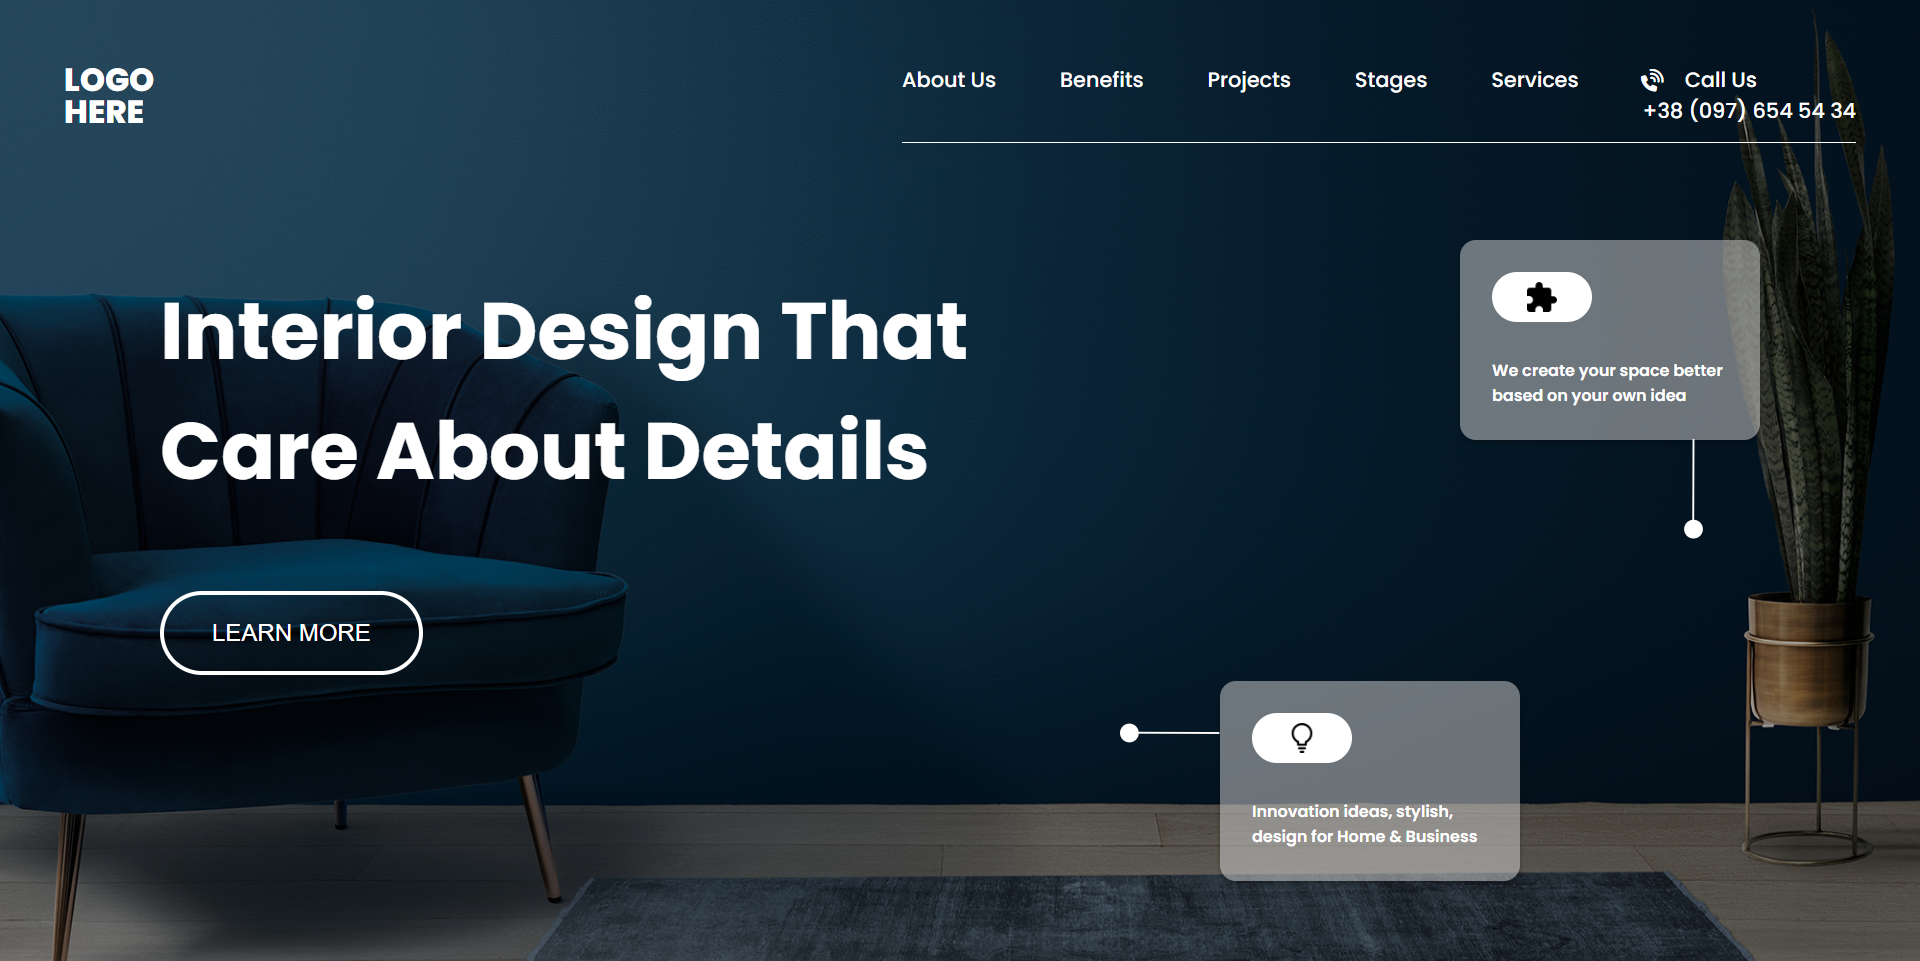 LOGO
HERE
About Us
Benefits
Projects
Stages
Services
Call Us
+38 (097) 654 54 34
Interior Design That
Care About Details
LEARN MORE
We create your space better
based on your own idea
Innovation ideas, stylish,
design for Home & Business